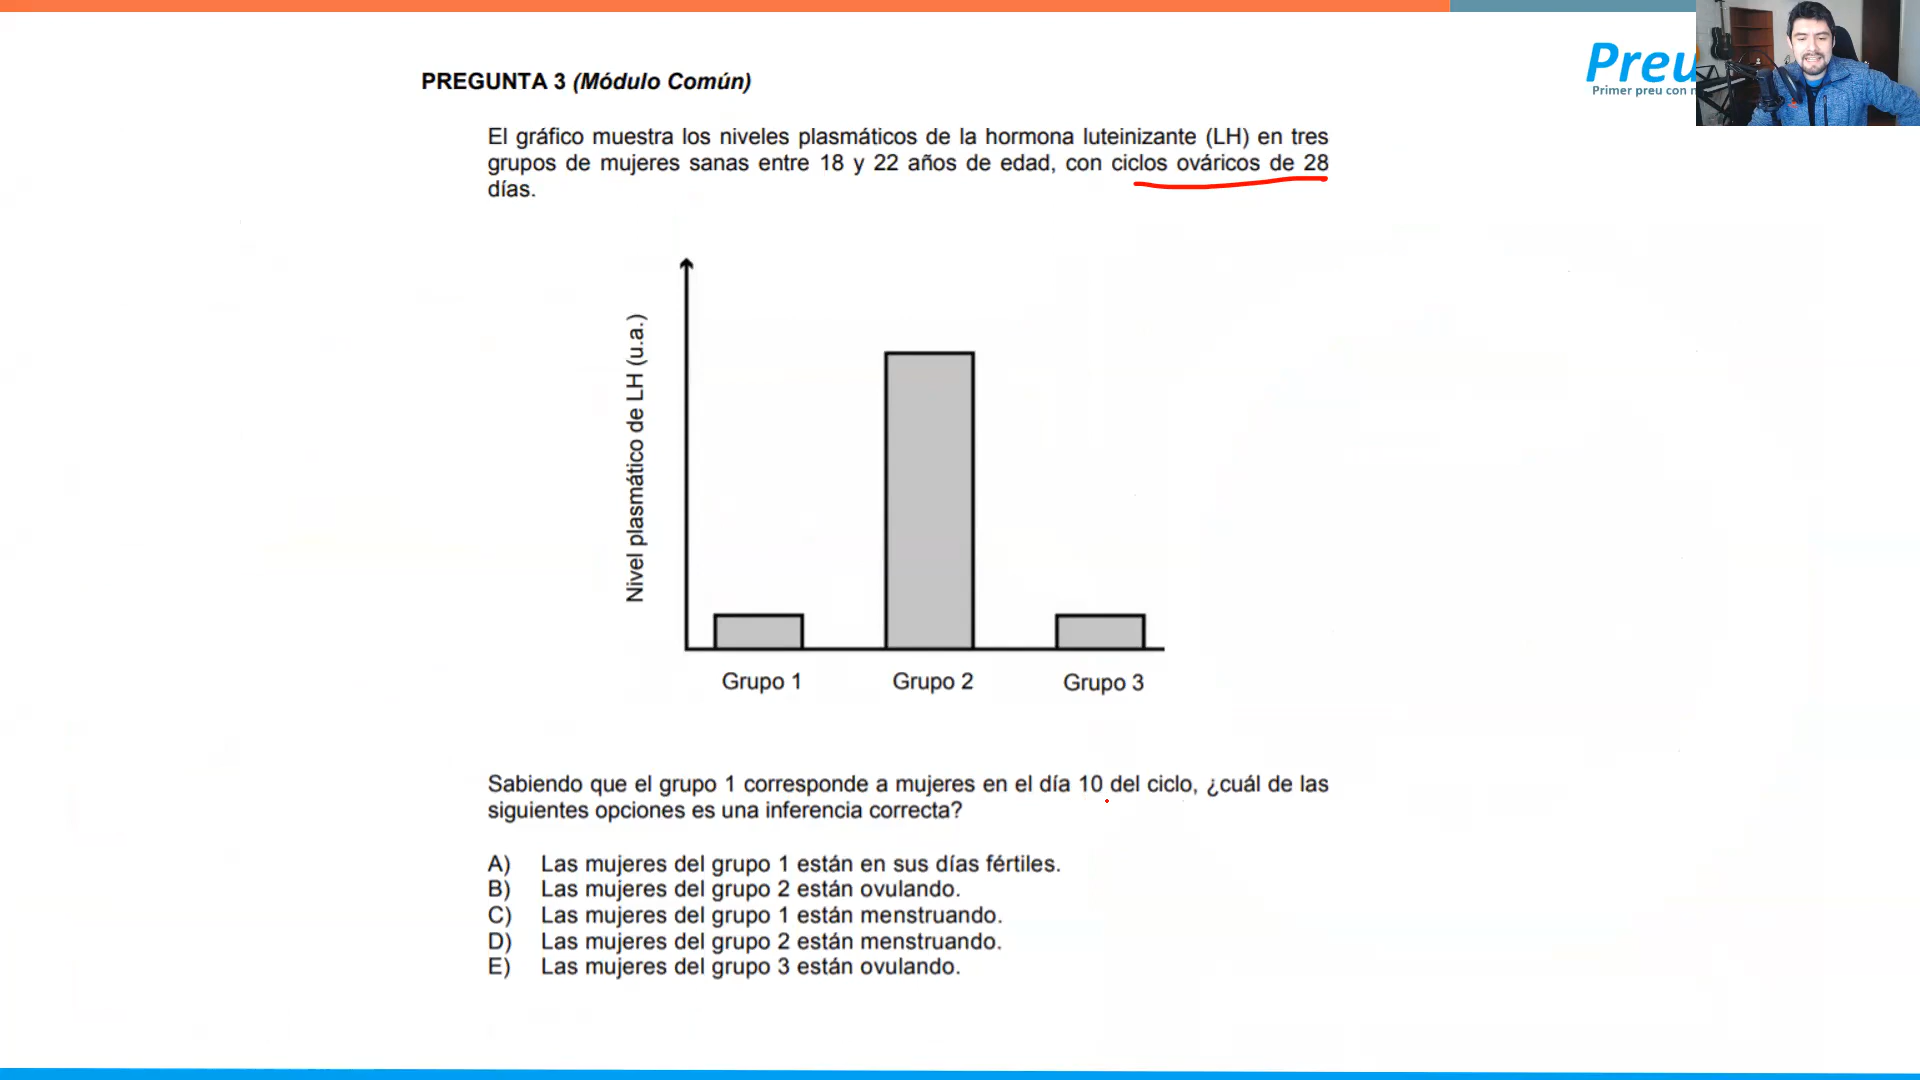 Preu
Primer preu con
PREGUNTA 3 (Módulo Común)
El gráfico muestra los niveles plasmáticos de la hormona luteinizante (LH) en tres
grupos de mujeres sanas entre 18 y 22 años de edad, con ciclos ováricos de 28
días.
Nivel plasmático de LH (u.a.)
Grupo 1
Grupo 2
Grupo 3
Sabiendo que el grupo 1 corresponde a mujeres en el día 10 del ciclo, ¿cuál de las
siguientes opciones es una inferencia correcta?
A) Las mujeres del grupo 1 están en sus días fértiles.
B) Las mujeres del grupo 2 están ovulando.
C) Las mujeres del grupo 1 están menstruando.
D) Las mujeres del grupo 2 están menstruando.
E) Las mujeres del grupo 3 están ovulando.